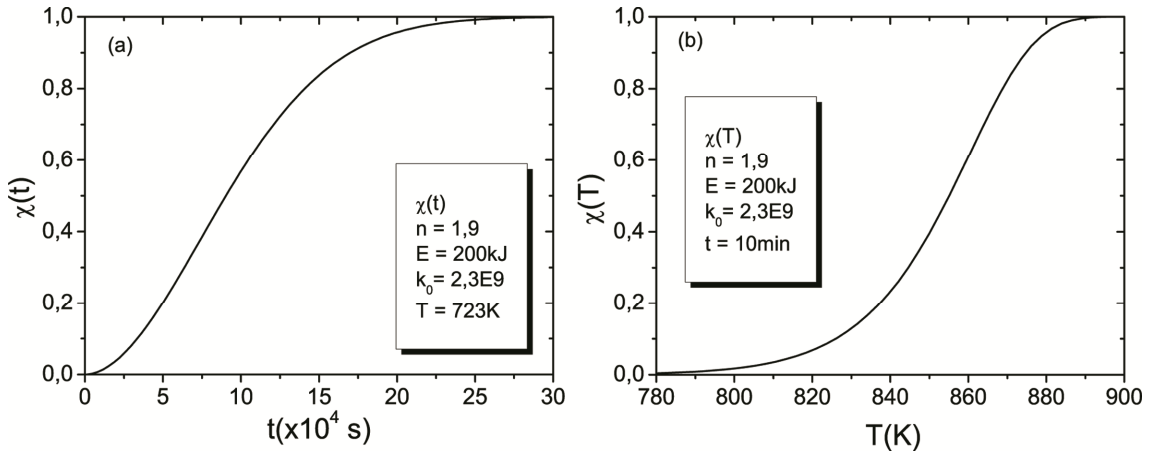 (a)
χ(t)
1,0
0,8
0,6
0,4
0,2
0,0
χ(t)
n = 1,9
E = 200kJ
k₀= 2,3E9
T = 723K
0 5 10 15 20 25 30
t(x10⁴ s)
(b)
χ(T)
1,0
0,8
0,6
0,4
0,2
0,0
χ(T)
n = 1,9
E = 200kJ
k₀= 2,3E9
t = 10min
780 800 820 840 860 880 900
T(K)